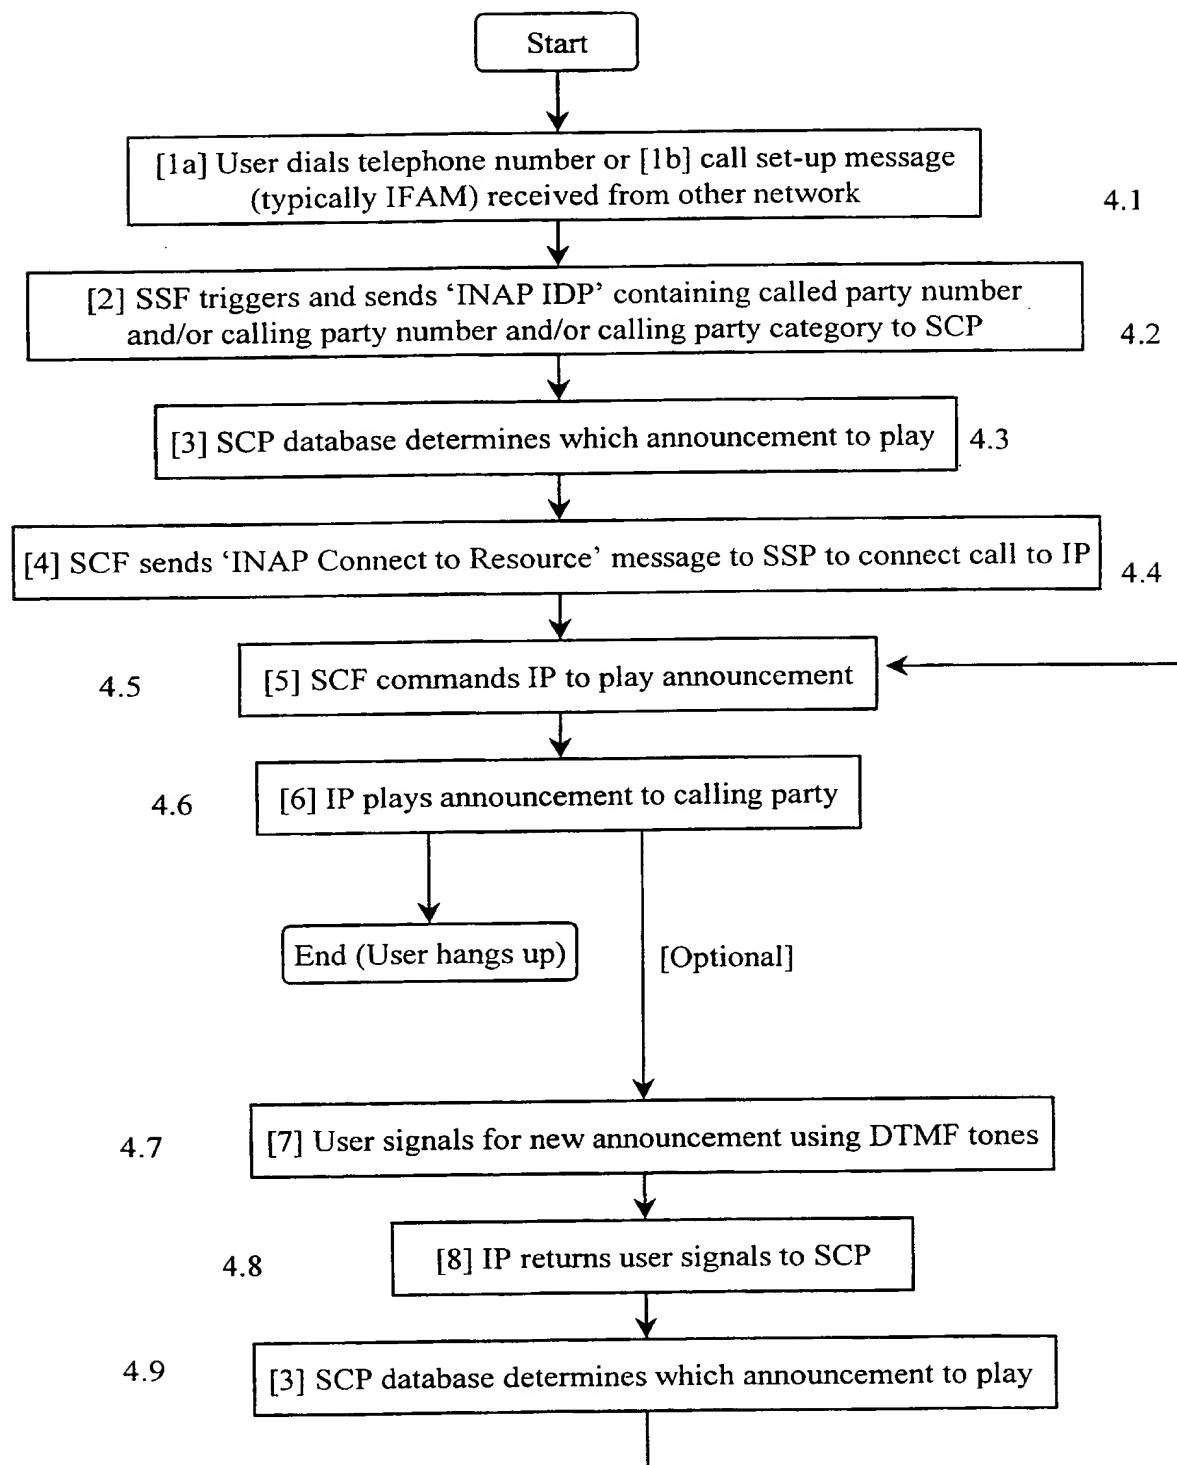 Start
[1a] User dials telephone number or [1b] call set-up message
(typically IFAM) received from other network
4.1
[2] SSF triggers and sends ‘INAP IDP’ containing called party number
and/or calling party number and/or calling party category to SCP
4.2
[3] SCP database determines which announcement to play
4.3
[4] SCF sends ‘INAP Connect to Resource’ message to SSP to connect call to IP
4.4
4.5
[5] SCF commands IP to play announcement
4.6
[6] IP plays announcement to calling party
End (User hangs up)
[Optional]
4.7
[7] User signals for new announcement using DTMF tones
4.8
[8] IP returns user signals to SCP
4.9
[3] SCP database determines which announcement to play